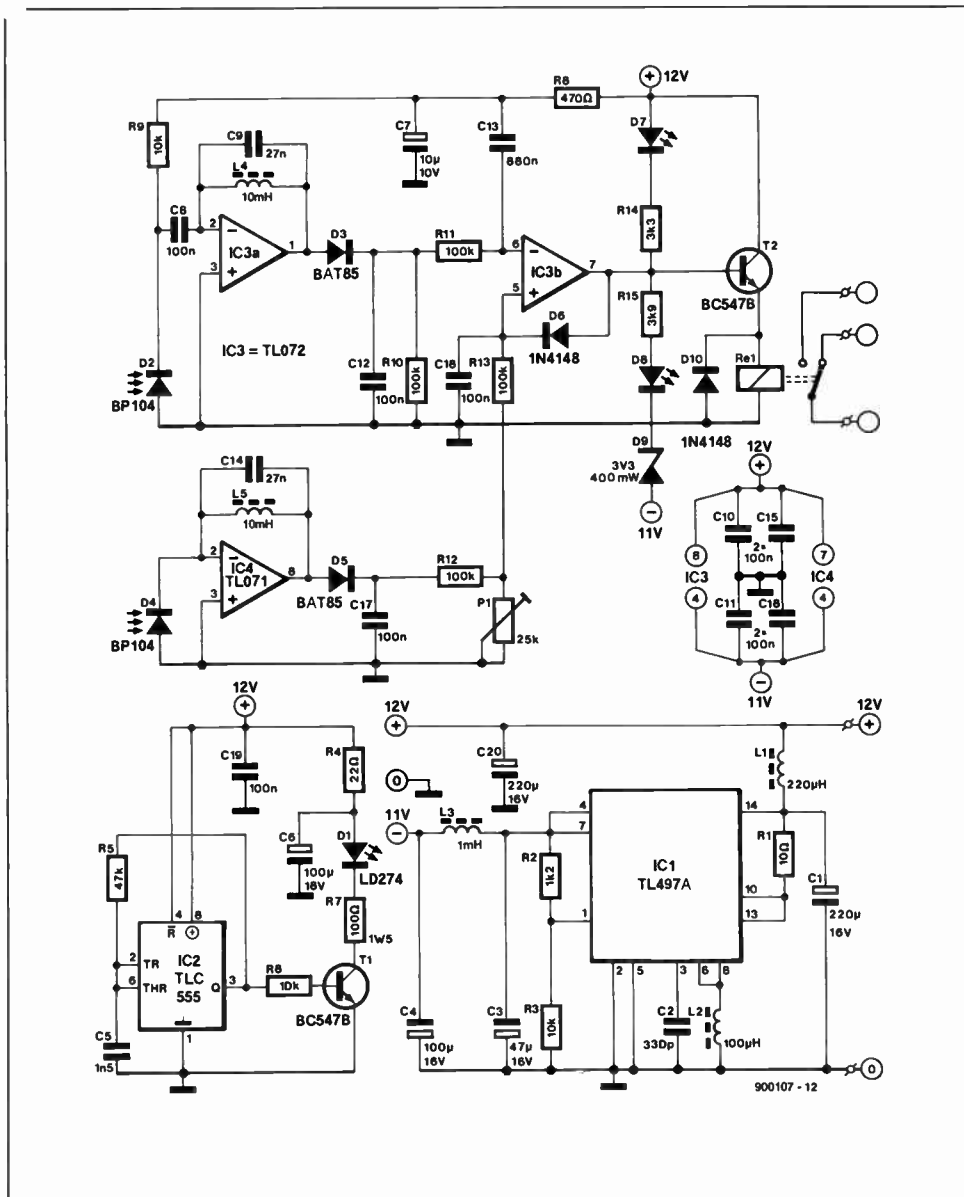 12V
R8
470Ω
R9
10k
C9
27n
L4
10mH
C7
10µ
10V
C13
680n
D7
R14
3k3
T2
BC547B
C8
100n
2
3
1
IC3a
D3
BAT85
R11
100k
6
5
7
IC3b
R15
3k9
D6
1N4148
IC3 = TL072
D2
BP104
C12
100n
R10
100k
C18
100n
R13
100k
D8
D10
Re1
1N4148
D9
3V3
400mW
11V
C14
27n
L5
10mH
2
3
8
IC4
TL071
D5
BAT85
R12
100k
D4
BP104
C17
100n
P1
25k
12V
C10
C15
2×
100n
8
IC3
4
7
IC4
4
C11
C16
2×
100n
11V
12V
R4
22Ω
C19
100n
C6
100µ
16V
D1
LD274
R5
47k
R7
100Ω
1W5
4
8
R
IC2
TLC
555
2
TR
6
THR
Q
3
1
R6
10k
T1
BC547B
C5
1n5
12V
12V
C20
220µ
16V
0
11V
L3
1mH
L1
220µH
4
7
14
R2
1k2
IC1
TL497A
R1
10Ω
10
13
1
C1
220µ
16V
2
5
3
6
8
R3
10k
C4
100µ
16V
C3
47µ
16V
C2
330p
L2
100µH
0
900107 - 12